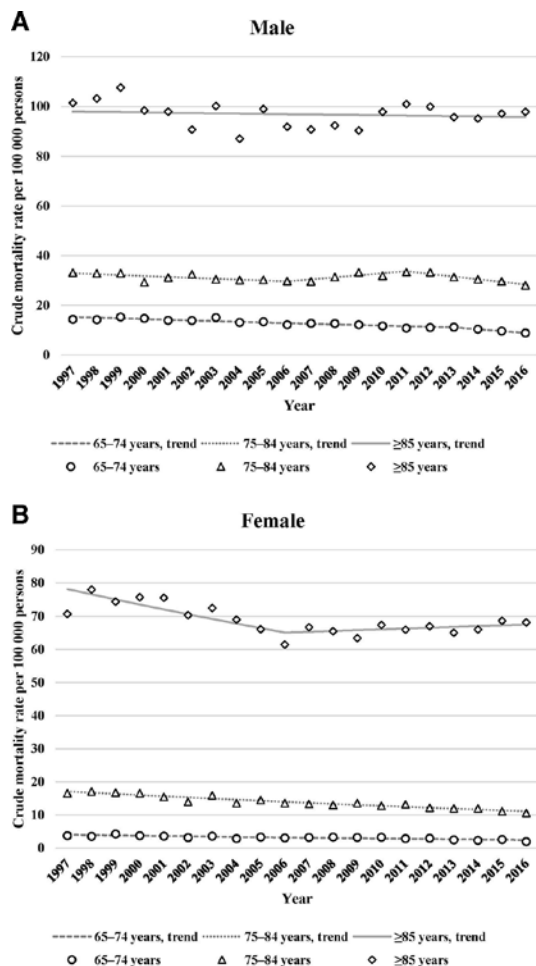 A
Male
Crude mortality rate per 100 000 persons
120
100
80
60
40
20
0
1997 1998 1999 2000 2001 2002 2003 2004 2005 2006 2007 2008 2009 2010 2011 2012 2013 2014 2015 2016
Year
65–74 years, trend 75–84 years, trend ≥85 years, trend
65–74 years 75–84 years ≥85 years
B
Female
Crude mortality rate per 100 000 persons
90
80
70
60
50
40
30
20
10
0
1997 1998 1999 2000 2001 2002 2003 2004 2005 2006 2007 2008 2009 2010 2011 2012 2013 2014 2015 2016
Year
65–74 years, trend 75–84 years, trend ≥85 years, trend
65–74 years 75–84 years ≥85 years